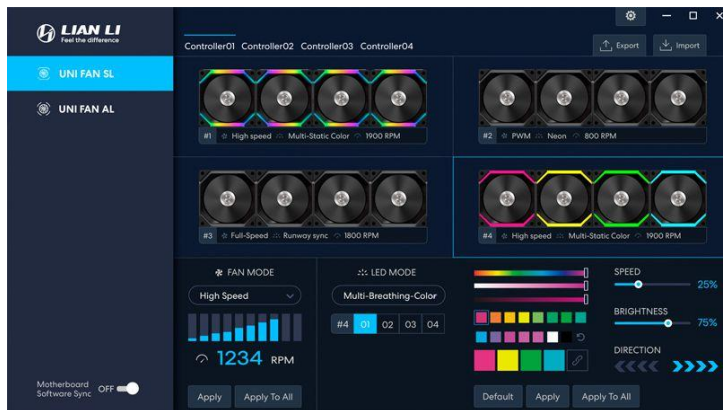 LIAN LI
Feel the difference
UNI FAN SL
UNI FAN AL
Motherboard
Software Sync OFF
Controller01 Controller02 Controller03 Controller04
Export Import
#1 High speed Multi-Static Color 1900 RPM
#2 PWM Neon 800 RPM
#3 Full-Speed Runway sync 1800 RPM
#4 High speed Multi-Static Color 1900 RPM
FAN MODE
High Speed
1234 RPM
Apply Apply To All
LED MODE
Multi-Breathing-Color
#4 01 02 03 04
SPEED
25%
BRIGHTNESS
75%
DIRECTION
Default Apply Apply To All